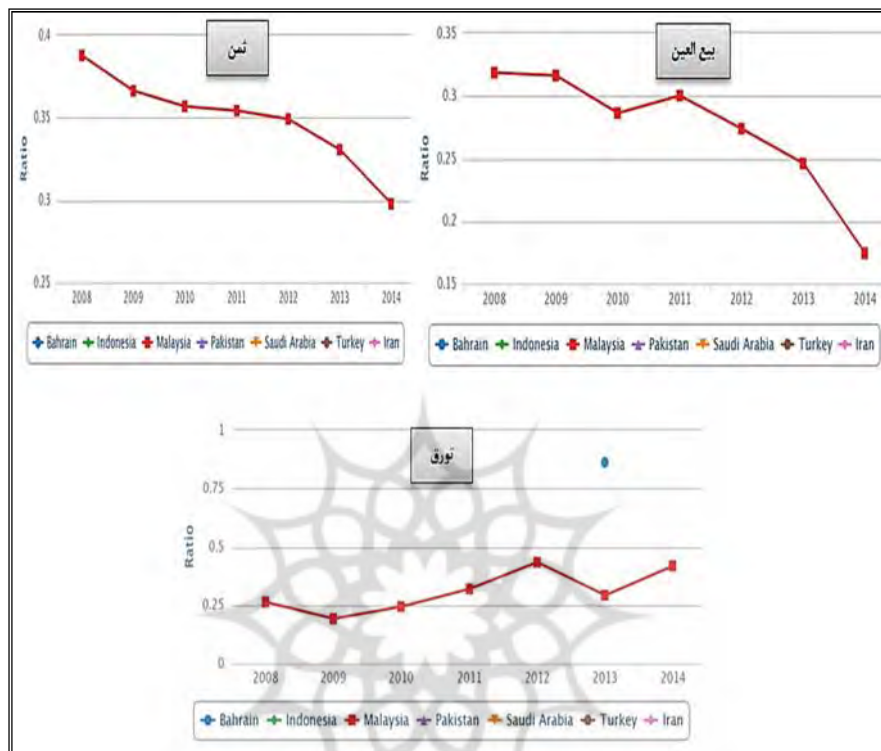 ثمن
0.4
0.35
0.3
0.25
Ratio
2008 2009 2010 2011 2012 2013 2014
Bahrain Indonesia Malaysia Pakistan Saudi Arabia Turkey Iran
بيع العين
0.35
0.3
0.25
0.2
0.15
Ratio
2008 2009 2010 2011 2012 2013 2014
Bahrain Indonesia Malaysia Pakistan Saudi Arabia Turkey Iran
تورق
1
0.75
0.5
0.25
0
Ratio
2008 2009 2010 2011 2012 2013 2014
Bahrain Indonesia Malaysia Pakistan Saudi Arabia Turkey Iran